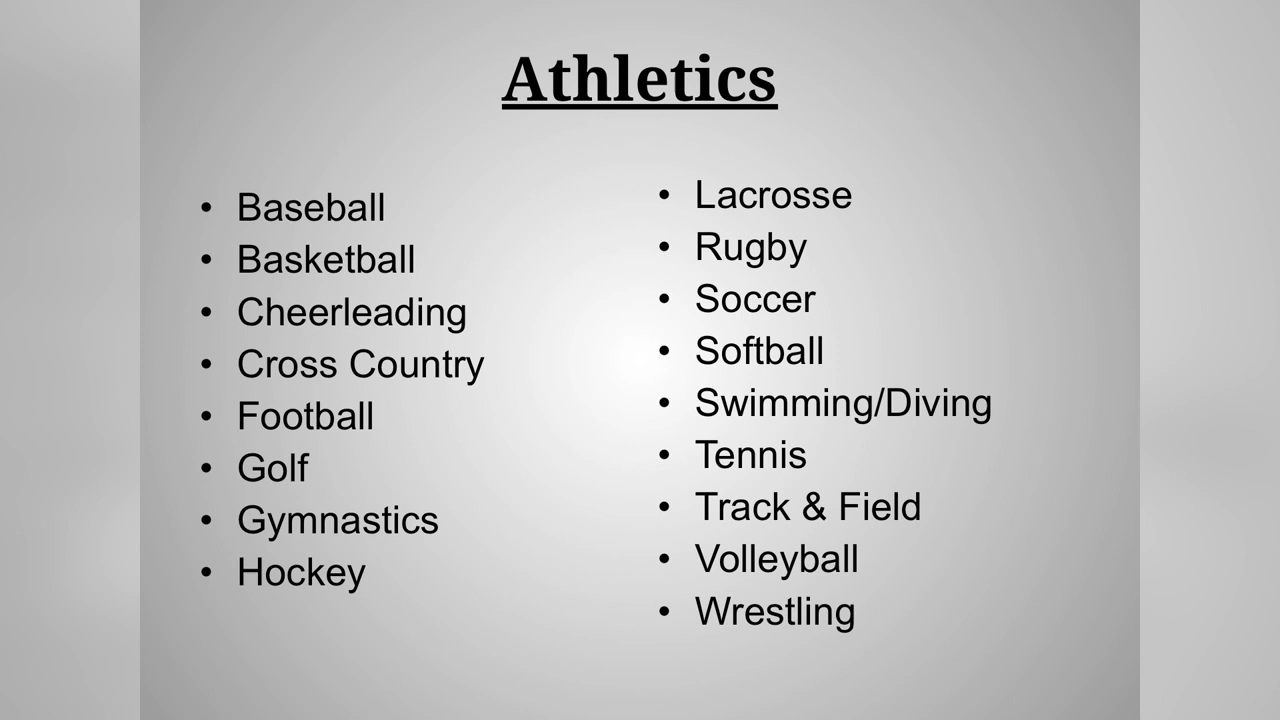 Athletics
• Baseball
• Basketball
• Cheerleading
• Cross Country
• Football
• Golf
• Gymnastics
• Hockey
• Lacrosse
• Rugby
• Soccer
• Softball
• Swimming/Diving
• Tennis
• Track & Field
• Volleyball
• Wrestling